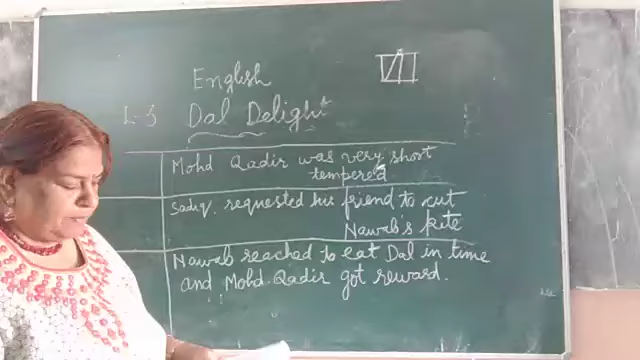 English
L-3 Dal Delight
Mohd Qadir was very short
tempered
Sadiq. requested his friend to cut
Nawab's kite
Nawab reached to eat Dal in time
and Mohd. Qadir got reward.